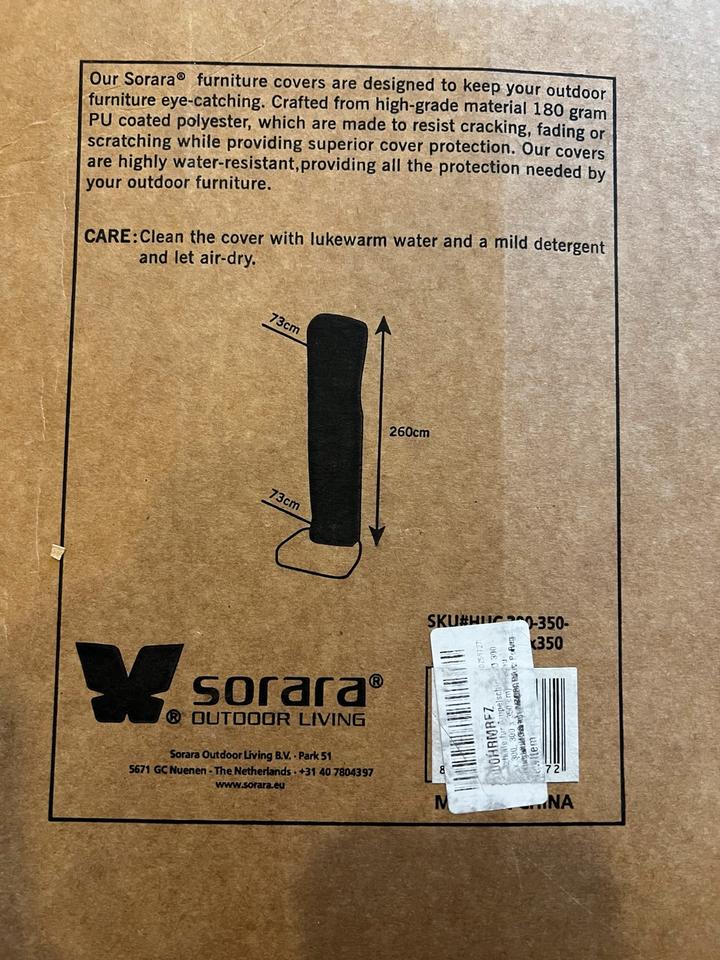 Our Sorara® furniture covers are designed to keep your outdoor
furniture eye-catching. Crafted from high-grade material 180 gram
PU coated polyester, which are made to resist cracking, fading or
scratching while providing superior cover protection. Our covers
are highly water-resistant,providing all the protection needed by
your outdoor furniture.
CARE:Clean the cover with lukewarm water and a mild detergent
and let air-dry.
73cm
260cm
73cm
SKU#HUC
-350-
x350
sorara®
® OUTDOOR LIVING
Sorara Outdoor Living B.V. · Park 51
5671 GC Nuenen - The Netherlands · +31 40 7804397
www.sorara.eu
8
72